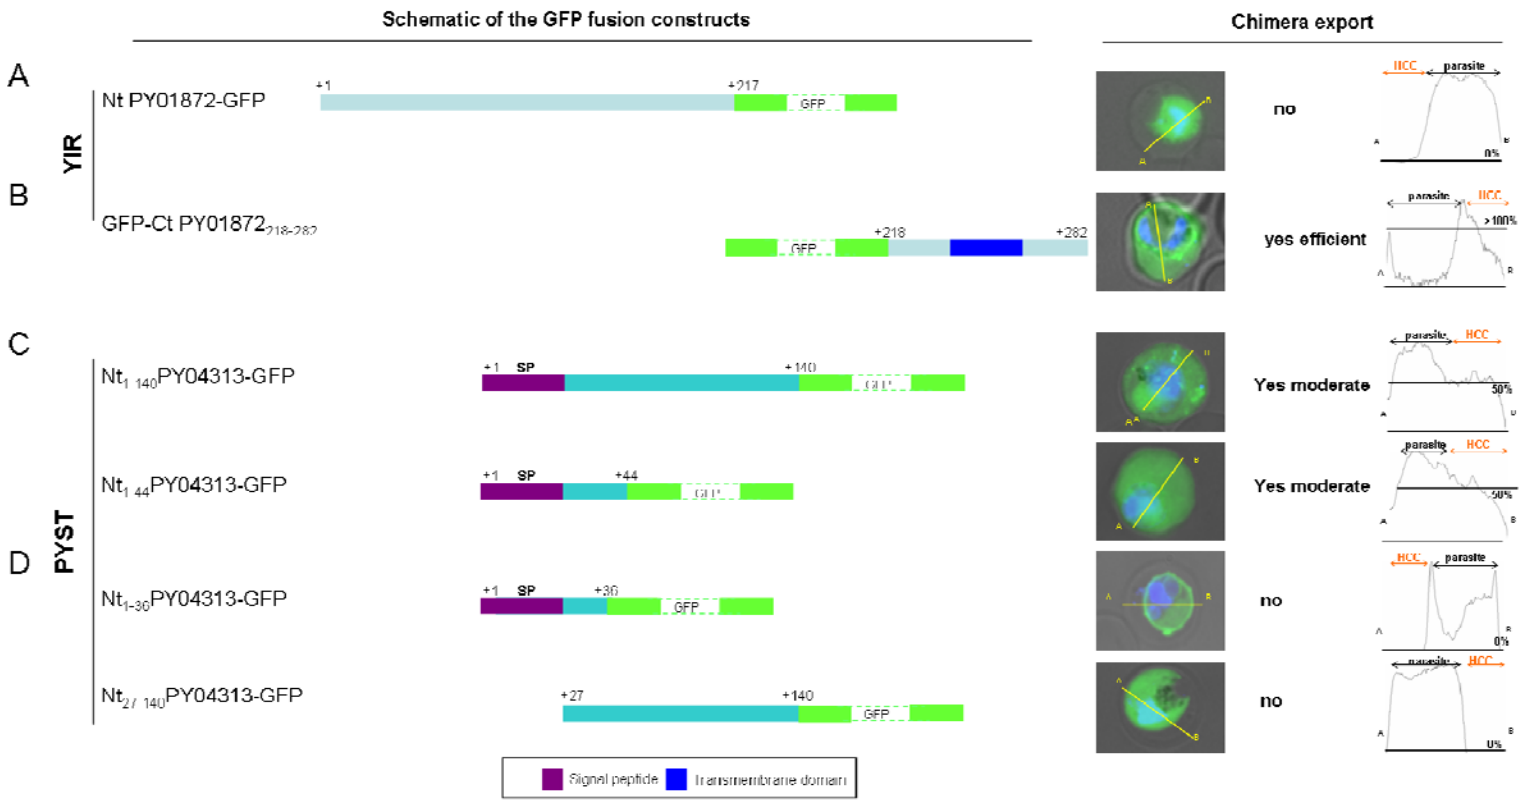 Schematic of the GFP fusion constructs
Chimera export
A
YIR
Nt PY01872-GFP
+1
+217
GFP
no
HCC
parasite
A
B
0%
B
GFP-Ct PY01872218-282
GFP
+218
+282
yes efficient
parasite
HCC
>100%
A
B
C
PYST
Nt1 140PY04313-GFP
+1
SP
+140
GFP
Yes moderate
parasite
HCC
50%
A
Nt1 44PY04313-GFP
+1
SP
+44
GFP
Yes moderate
parasite
HCC
50%
A
B
D
Nt1-36PY04313-GFP
+1
SP
+36
GFP
no
HCC
parasite
A
B
0%
Nt27 140PY04313-GFP
+27
+140
GFP
no
parasite
HCC
A
B
0%
Signal peptide
Transmembrane domain